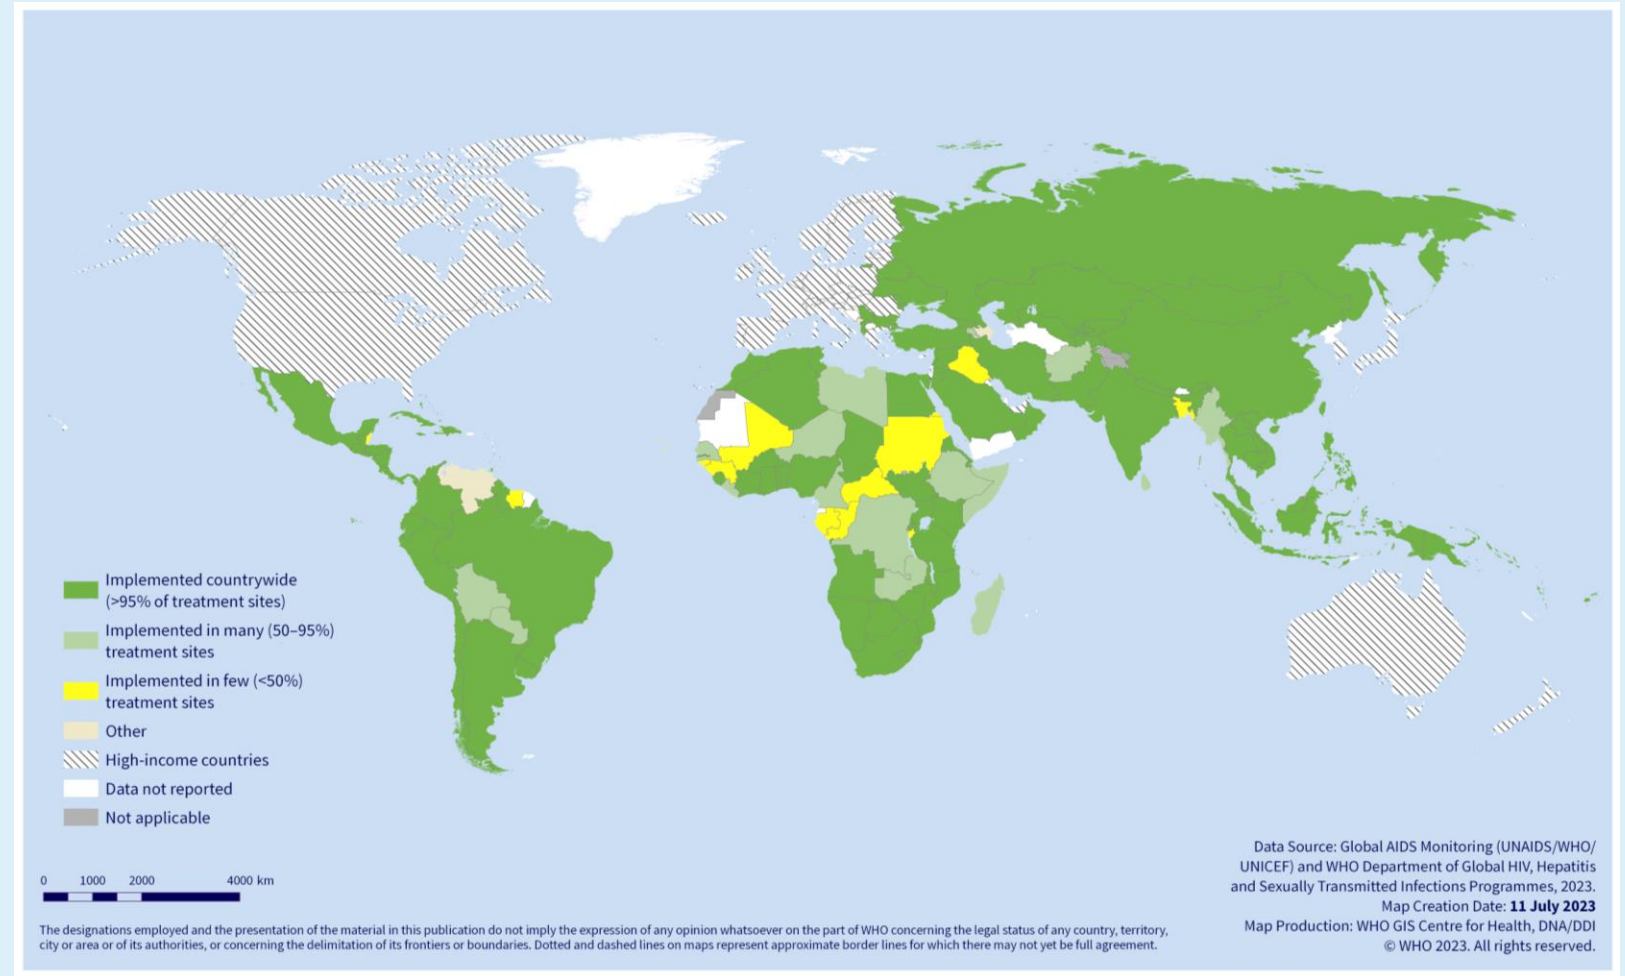 Implemented countrywide
(>95% of treatment sites)
Implemented in many (50–95%)
treatment sites
Implemented in few (<50%)
treatment sites
Other
High-income countries
Data not reported
Not applicable
0 1000 2000 4000 km
Data Source: Global AIDS Monitoring (UNAIDS/WHO/
UNICEF) and WHO Department of Global HIV, Hepatitis
and Sexually Transmitted Infections Programmes, 2023.
Map Creation Date: 11 July 2023
Map Production: WHO GIS Centre for Health, DNA/DDI
© WHO 2023. All rights reserved.
The designations employed and the presentation of the material in this publication do not imply the expression of any opinion whatsoever on the part of WHO concerning the legal status of any country, territory,
city or area or of its authorities, or concerning the delimitation of its frontiers or boundaries. Dotted and dashed lines on maps represent approximate border lines for which there may not yet be full agreement.